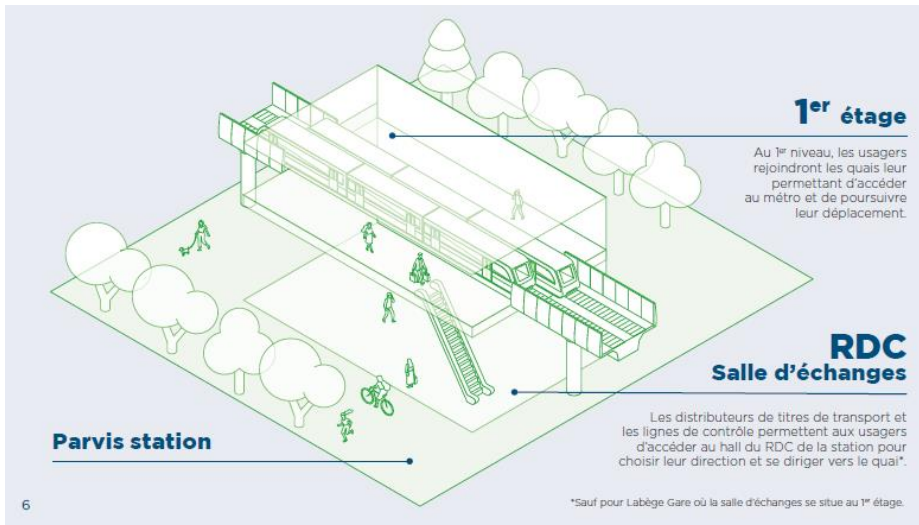 1er étage
Au 1er niveau, les usagers
rejoindront les quais leur
permettant d'accéder
au métro et de poursuivre
leur déplacement.
RDC
Salle d'échanges
Les distributeurs de titres de transport et
les lignes de contrôle permettent aux usagers
d'accéder au hall du RDC de la station pour
choisir leur direction et se diriger vers le quai*.
Parvis station
6
*Sauf pour Labège Gare où la salle d'échanges se situe au 1er étage.